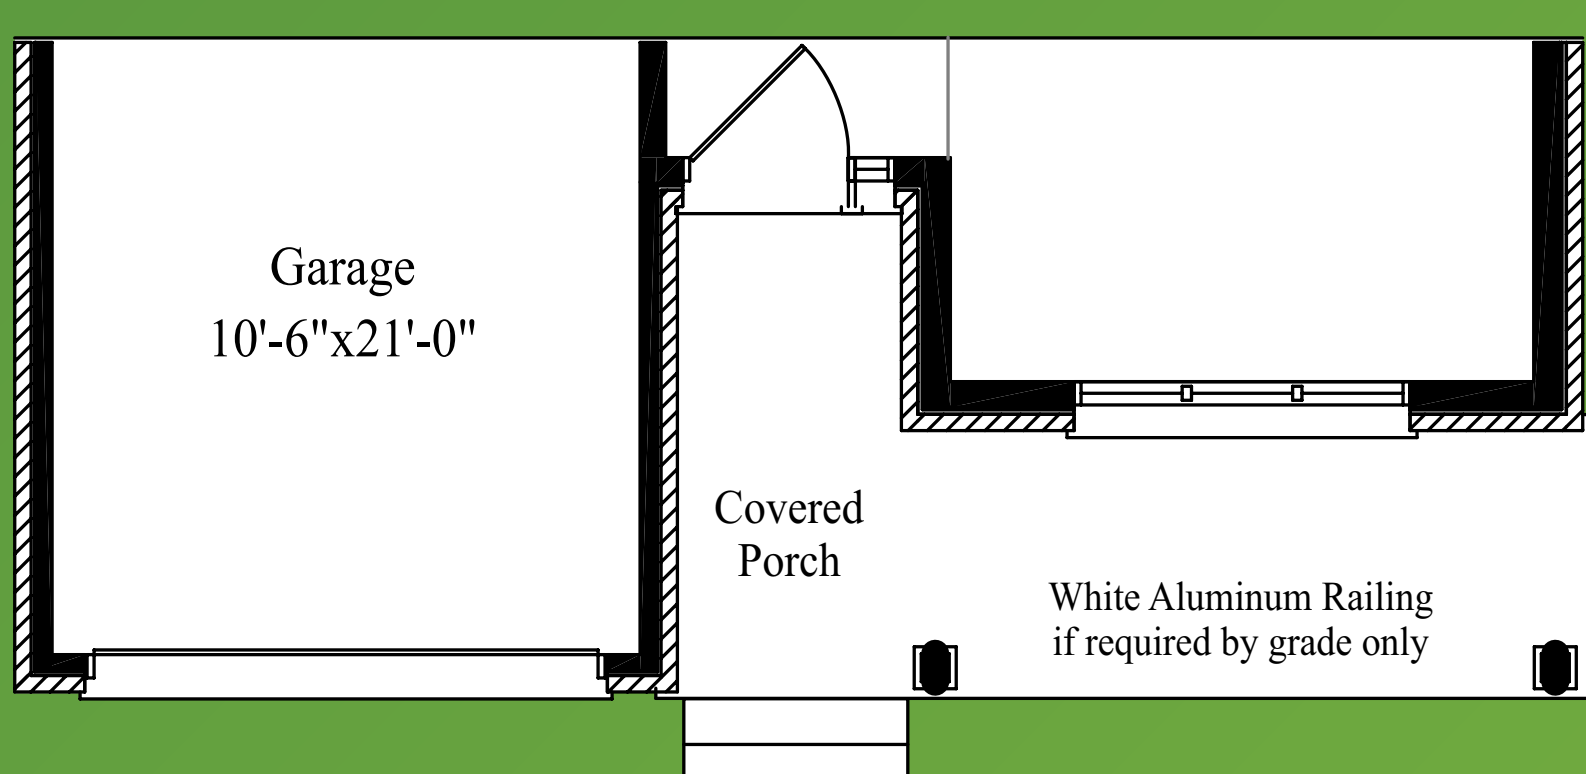 Garage
10'-6"x21'-0"
Covered
Porch
White Aluminum Railing
if required by grade only